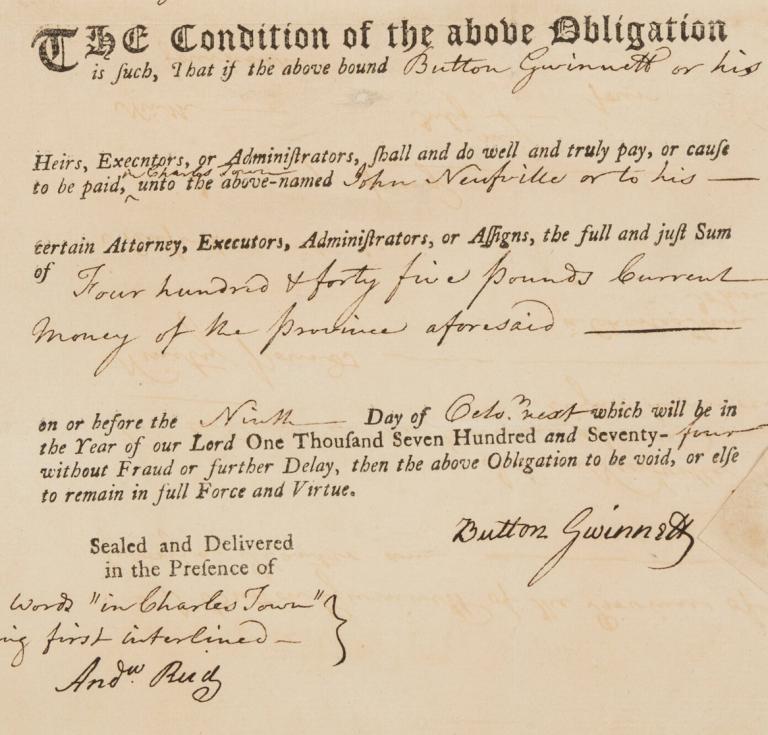 THE Condition of the above Obligation
is ſuch, That if the above bound Button Gwinnett or his
Heirs, Execntors, or Adminiſtrators, ſhall and do well and truly pay, or cauſe
in Charles Town
to be paid, ^ unto the above-named John Neufville or to his —
certain Attorney, Executors, Adminiſtrators, or Aſſigns, the full and juſt Sum
of Four hundred & forty five pounds Current
Money of the Province aforesaid —
on or before the Ninth Day of Octo.r next which will be in
the Year of our Lord One Thouſand Seven Hundred and Seventy- four
without Fraud or further Delay, then the above Obligation to be void, or elſe
to remain in full Force and Virtue.
Button Gwinnett
Sealed and Delivered
in the Preſence of
words "in Charles Town"
ng first interlined —
And.w Reid